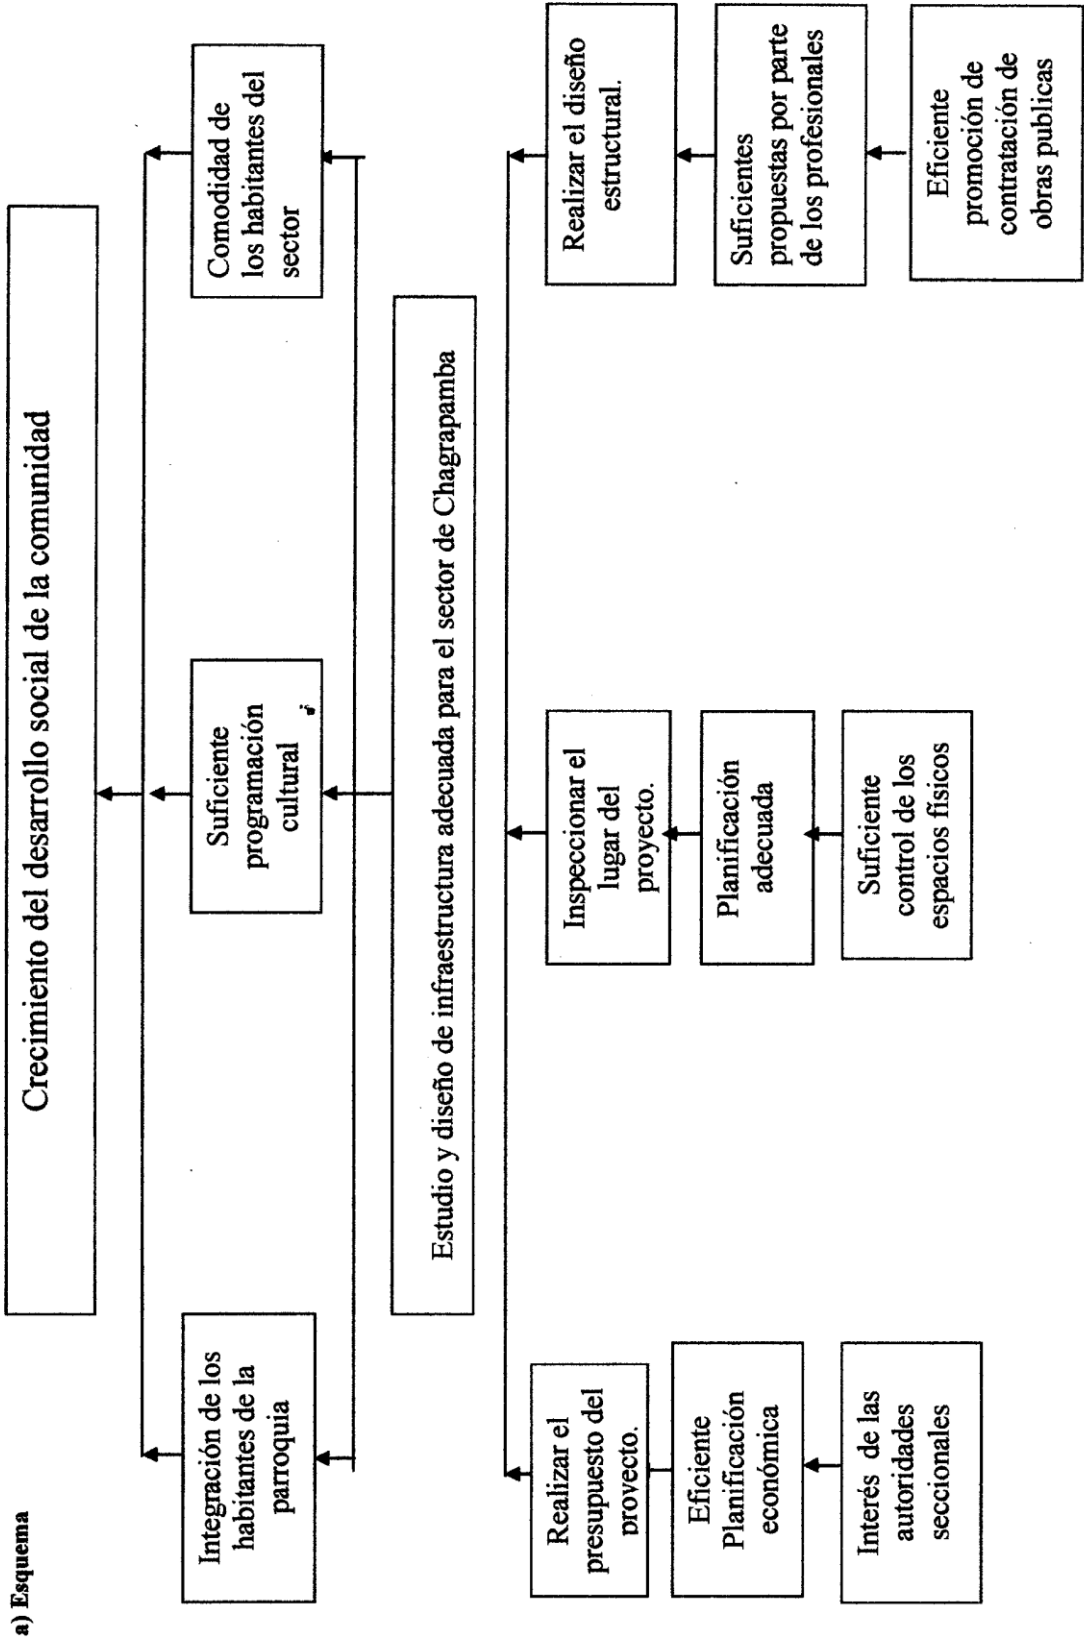 a) Esquema
Crecimiento del desarrollo social de la comunidad
Integración de los
habitantes de la
parroquia
Suficiente
programación
cultural
Comodidad de
los habitantes del
sector
Estudio y diseño de infraestructura adecuada para el sector de Chagrapamba
Realizar el
presupuesto del
proyecto.
Inspeccionar el
lugar del
proyecto.
Realizar el diseño
estructural.
Eficiente
Planificación
económica
Planificación
adecuada
Suficientes
propuestas por parte
de los profesionales
Interés de las
autoridades
seccionales
Suficiente
control de los
espacios físicos
Eficiente
promoción de
contratación de
obras publicas